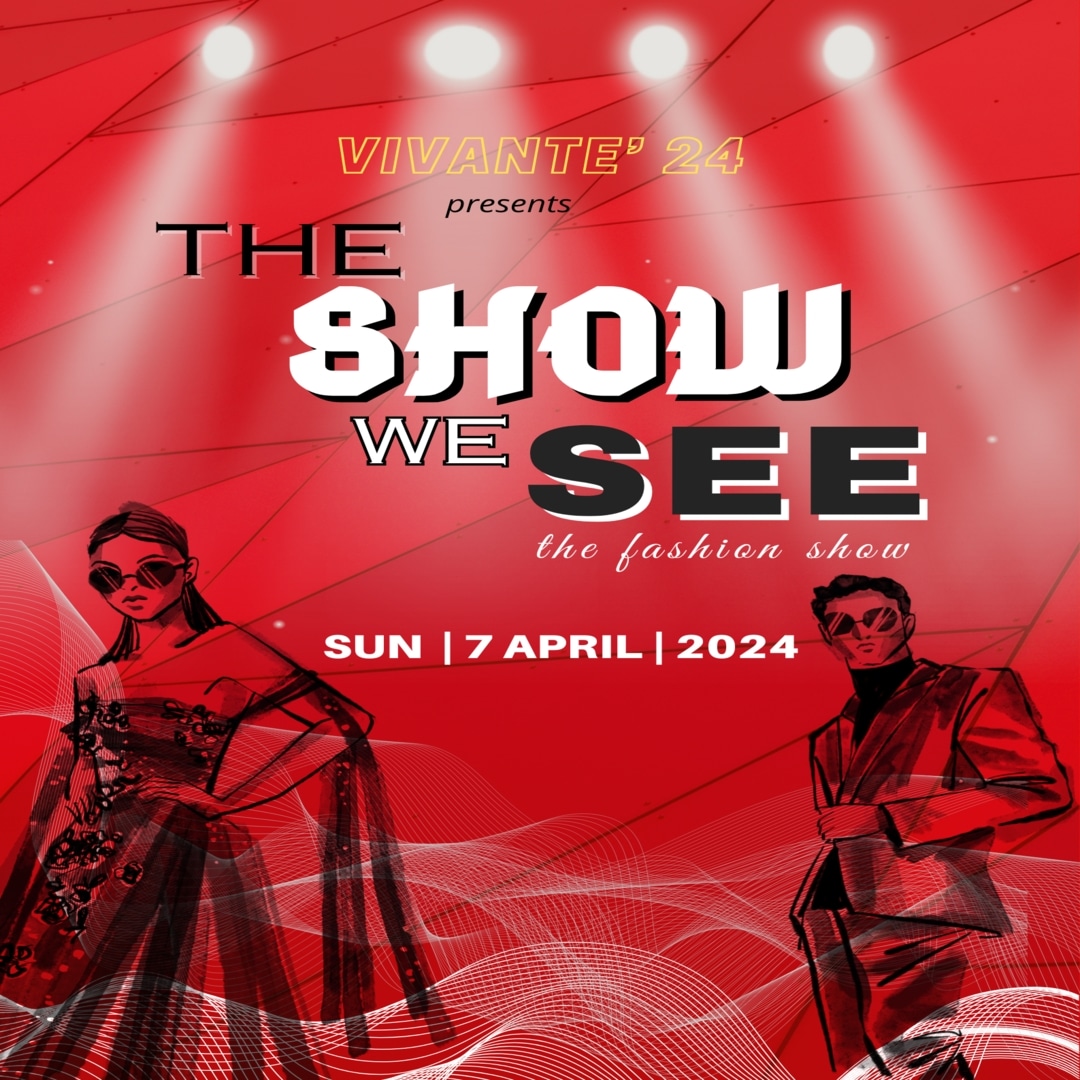 VIVANTE’ 24
presents
THE
SHOW
WE SEE
the fashion show
SUN | 7 APRIL | 2024